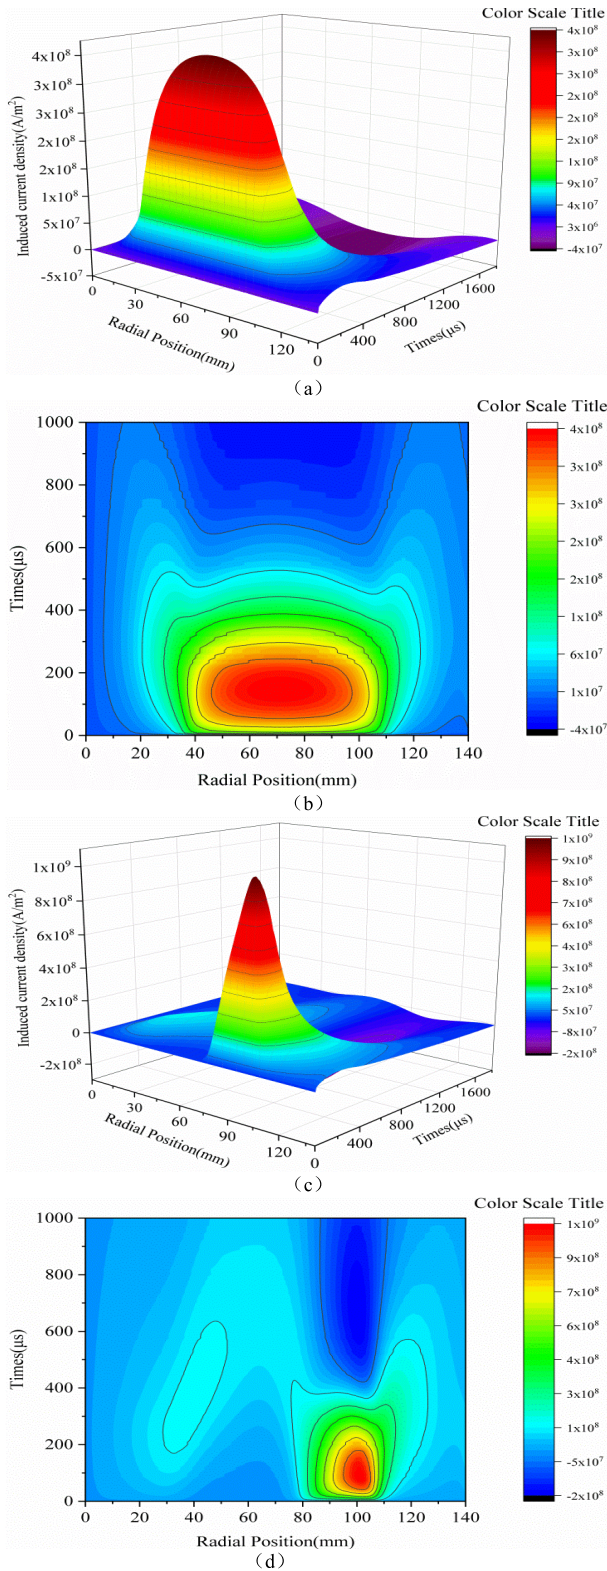 Color Scale Title
4x10⁸
3x10⁸
3x10⁸
2x10⁸
2x10⁸
1x10⁸
5x10⁷
0
-5x10⁷
Induced current density(A/m²)
0
30
60
90
120
Radial Position(mm)
0
400
800
1200
1600
Times(μs)
4x10⁸
3x10⁸
3x10⁸
2x10⁸
2x10⁸
2x10⁸
1x10⁸
9x10⁷
4x10⁷
3x10⁶
-4x10⁷
(a)
Color Scale Title
1000
800
600
400
200
0
Times(μs)
0 20 40 60 80 100 120 140
Radial Position(mm)
4x10⁸
3x10⁸
3x10⁸
2x10⁸
2x10⁸
1x10⁸
6x10⁷
1x10⁷
-4x10⁷
(b)
Color Scale Title
1x10⁹
8x10⁸
6x10⁸
4x10⁸
2x10⁸
0
-2x10⁸
Induced current density(A/m²)
0
30
60
90
120
Radial Position(mm)
0
400
800
1200
1600
Times(μs)
1x10⁹
9x10⁸
8x10⁸
7x10⁸
6x10⁸
4x10⁸
3x10⁸
2x10⁸
5x10⁷
-8x10⁷
-2x10⁸
(c)
Color Scale Title
1000
800
600
400
200
0
Times(μs)
0 20 40 60 80 100 120 140
Radial Position(mm)
1x10⁹
9x10⁸
7x10⁸
6x10⁸
4x10⁸
3x10⁸
1x10⁸
-5x10⁷
-2x10⁸
(d)